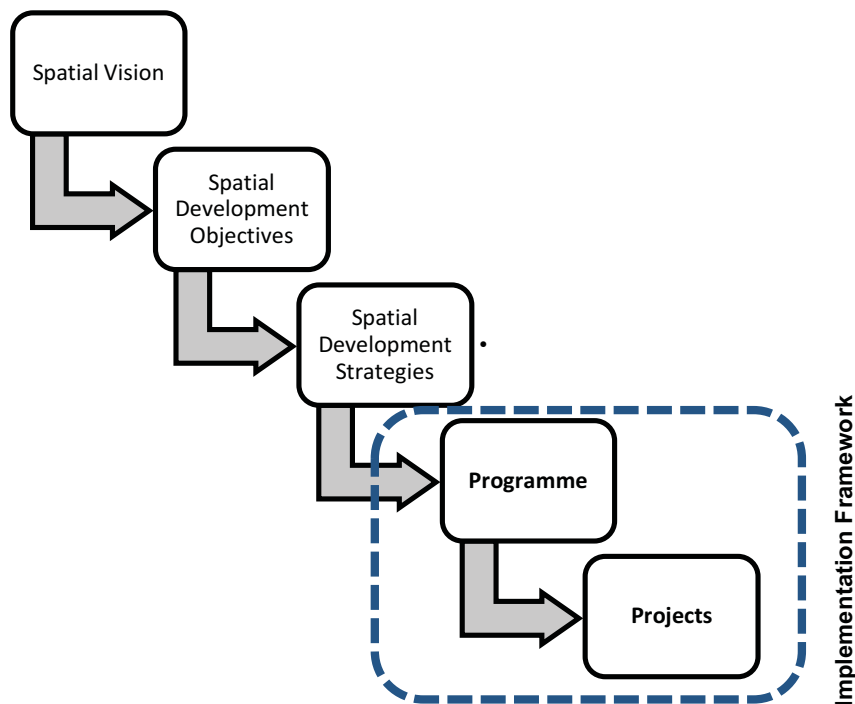 Spatial Vision
Spatial
Development
Objectives
Spatial
Development
Strategies
.
Programme
Projects
Implementation Framework